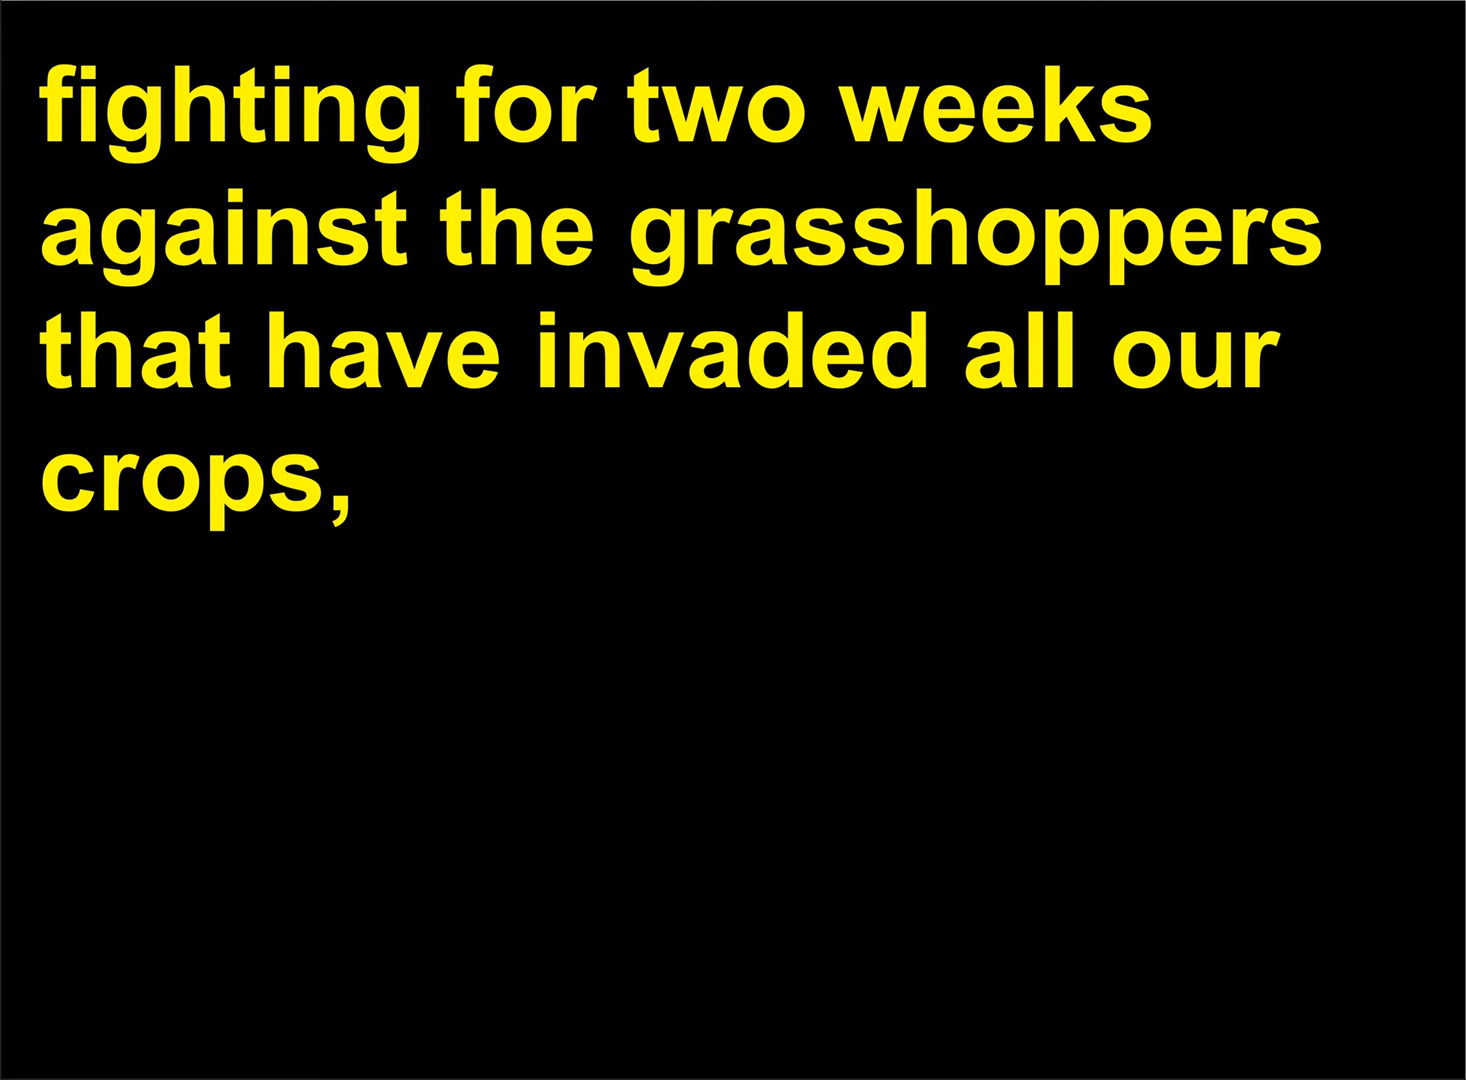 fighting for two weeks
against the grasshoppers
that have invaded all our
crops,